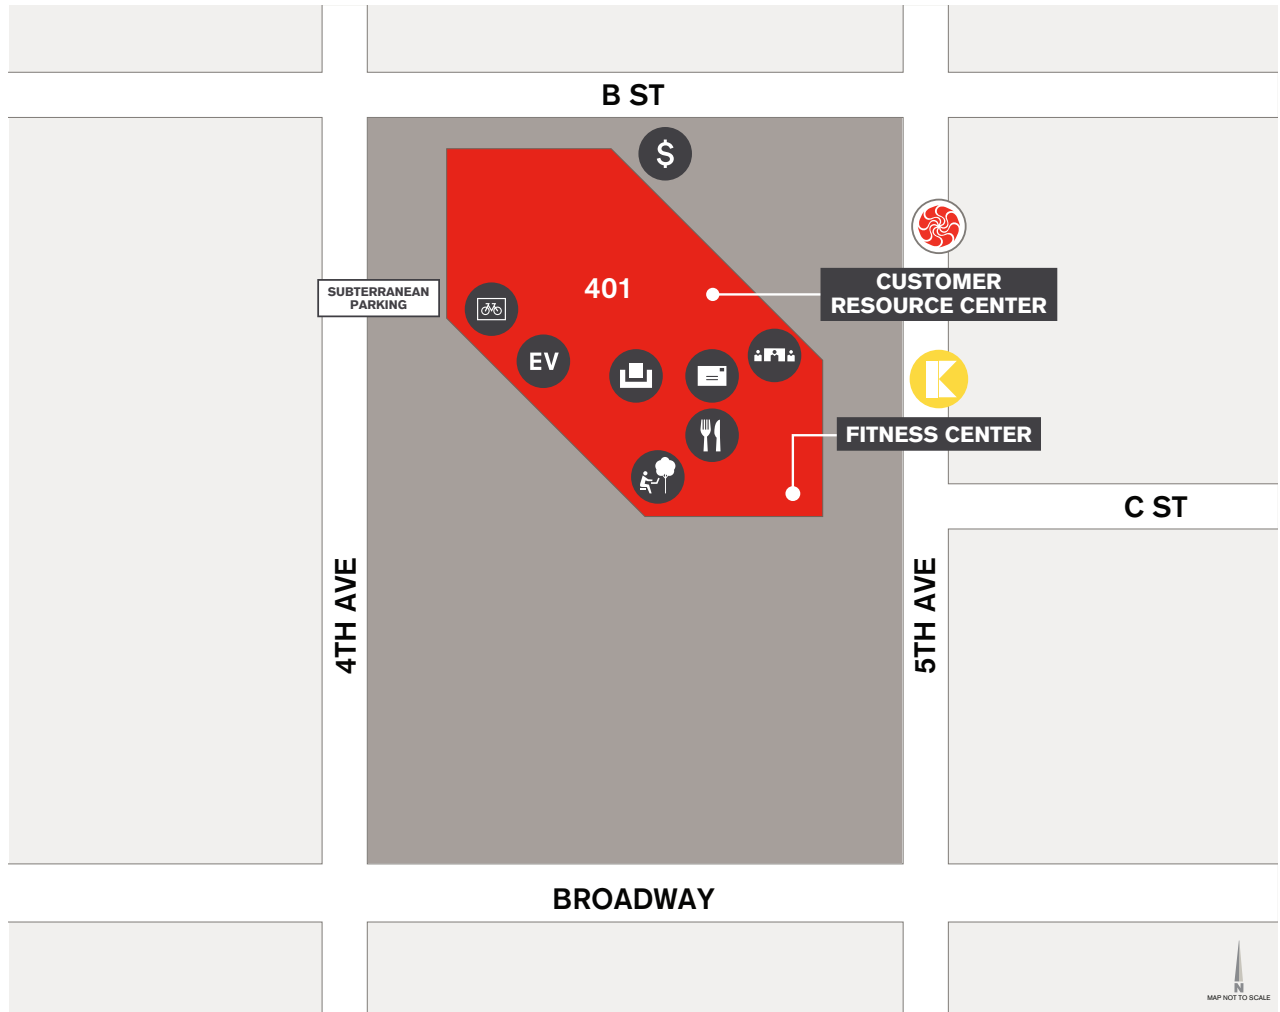 B ST
$
401
CUSTOMER
RESOURCE CENTER
SUBTERRANEAN
PARKING
EV
K
FITNESS CENTER
C ST
4TH AVE
5TH AVE
BROADWAY
N
MAP NOT TO SCALE